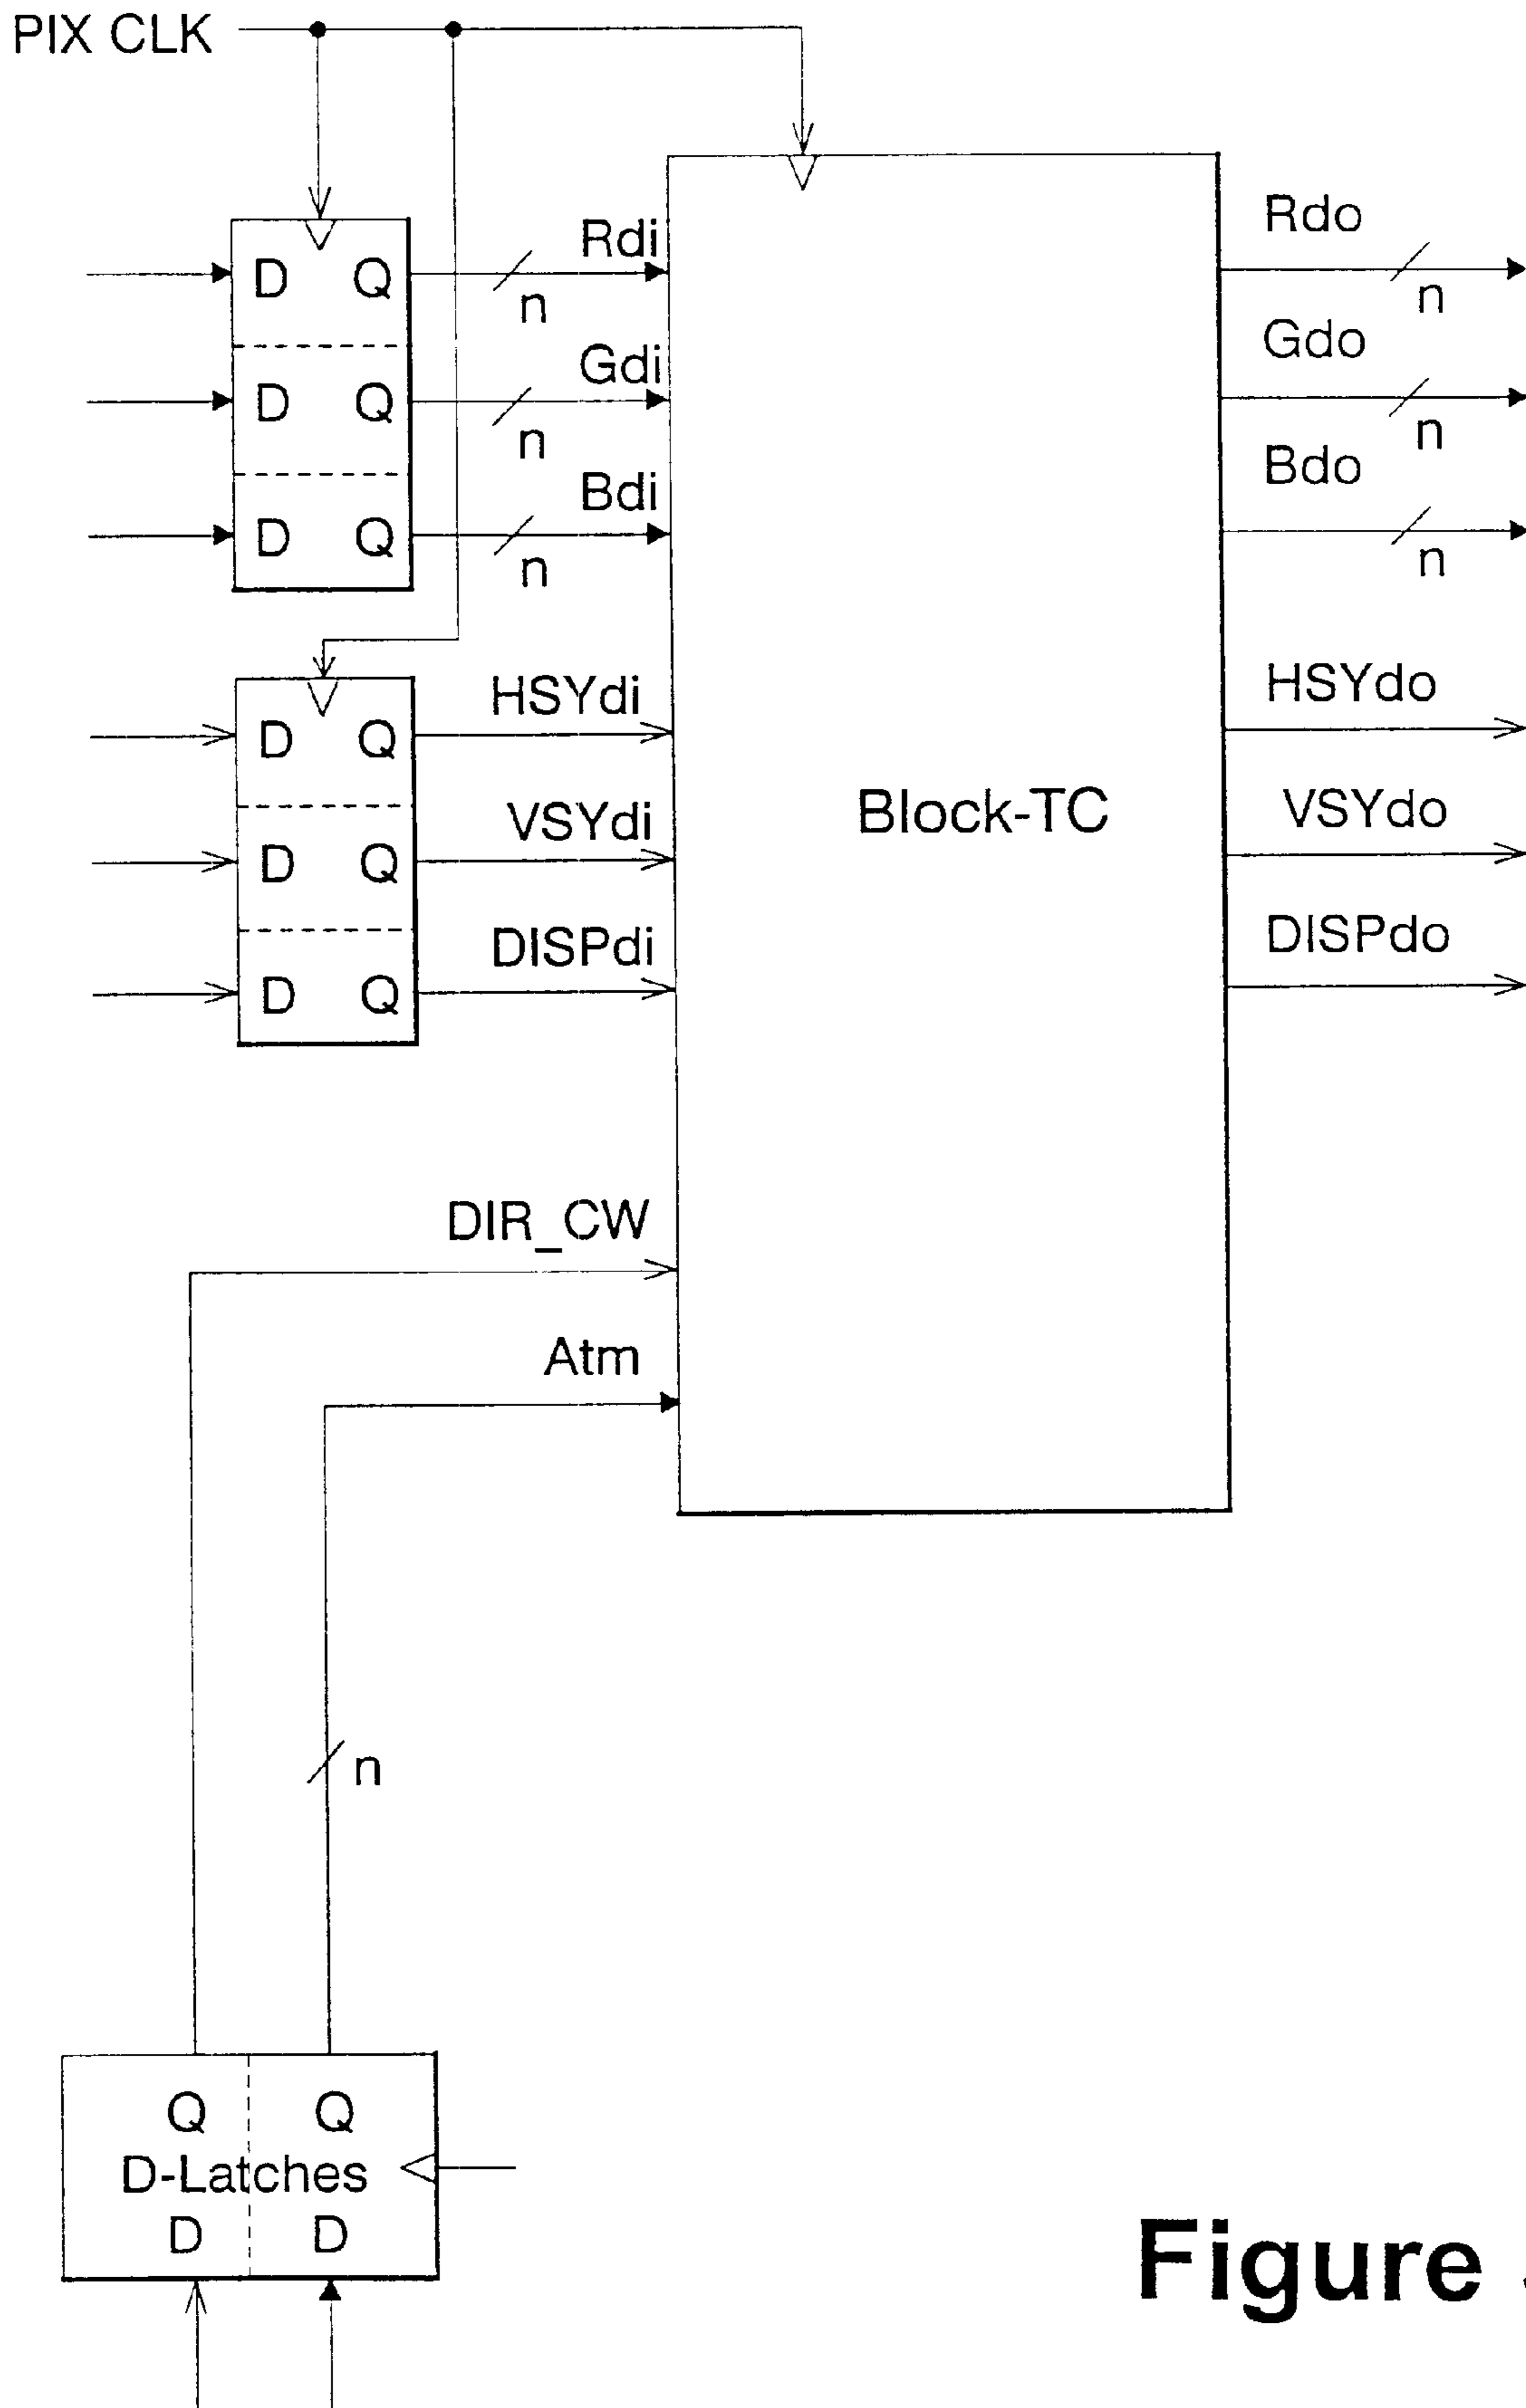 PIX CLK
D Q Rdi n
D Q Gdi n
D Q Bdi n
D Q HSYdi
D Q VSYdi
D Q DISPdi
Block-TC
Rdo n
Gdo n
Bdo n
HSYdo
VSYdo
DISPdo
DIR_CW
Atm
n
Q Q
D-Latches
D D
Figure